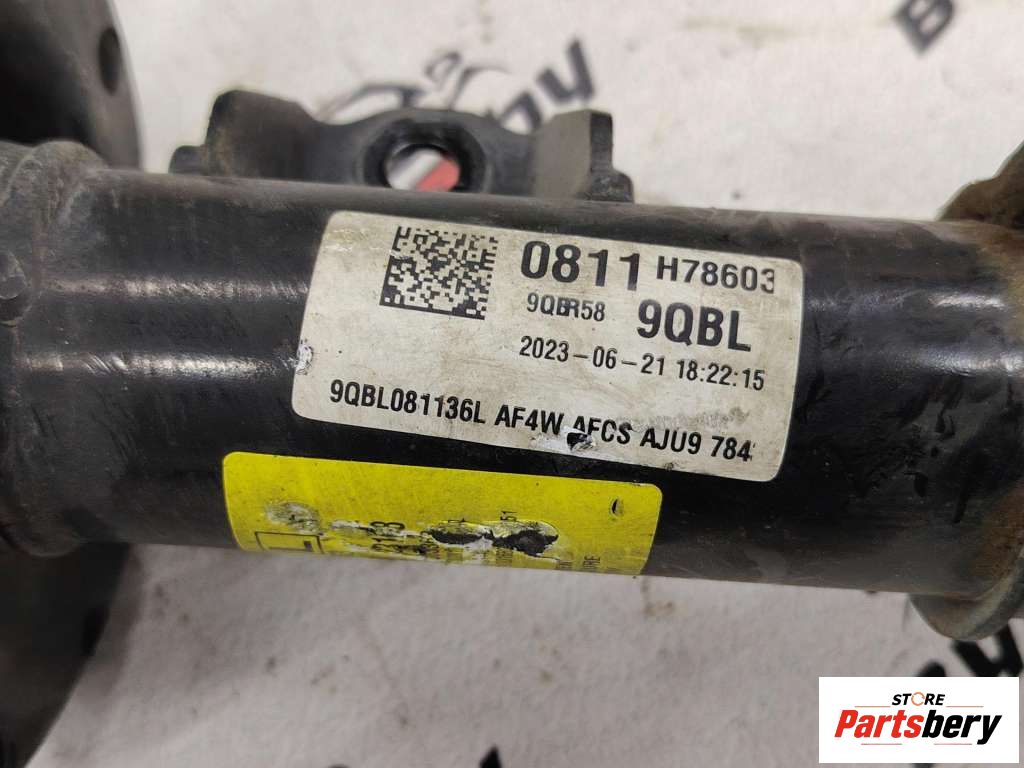 0811 H78603
9QBR58 9QBL
2023-06-21 18:22:15
9QBL081136L AF4W AFCS AJU9 784
L
STORE
Partsbery